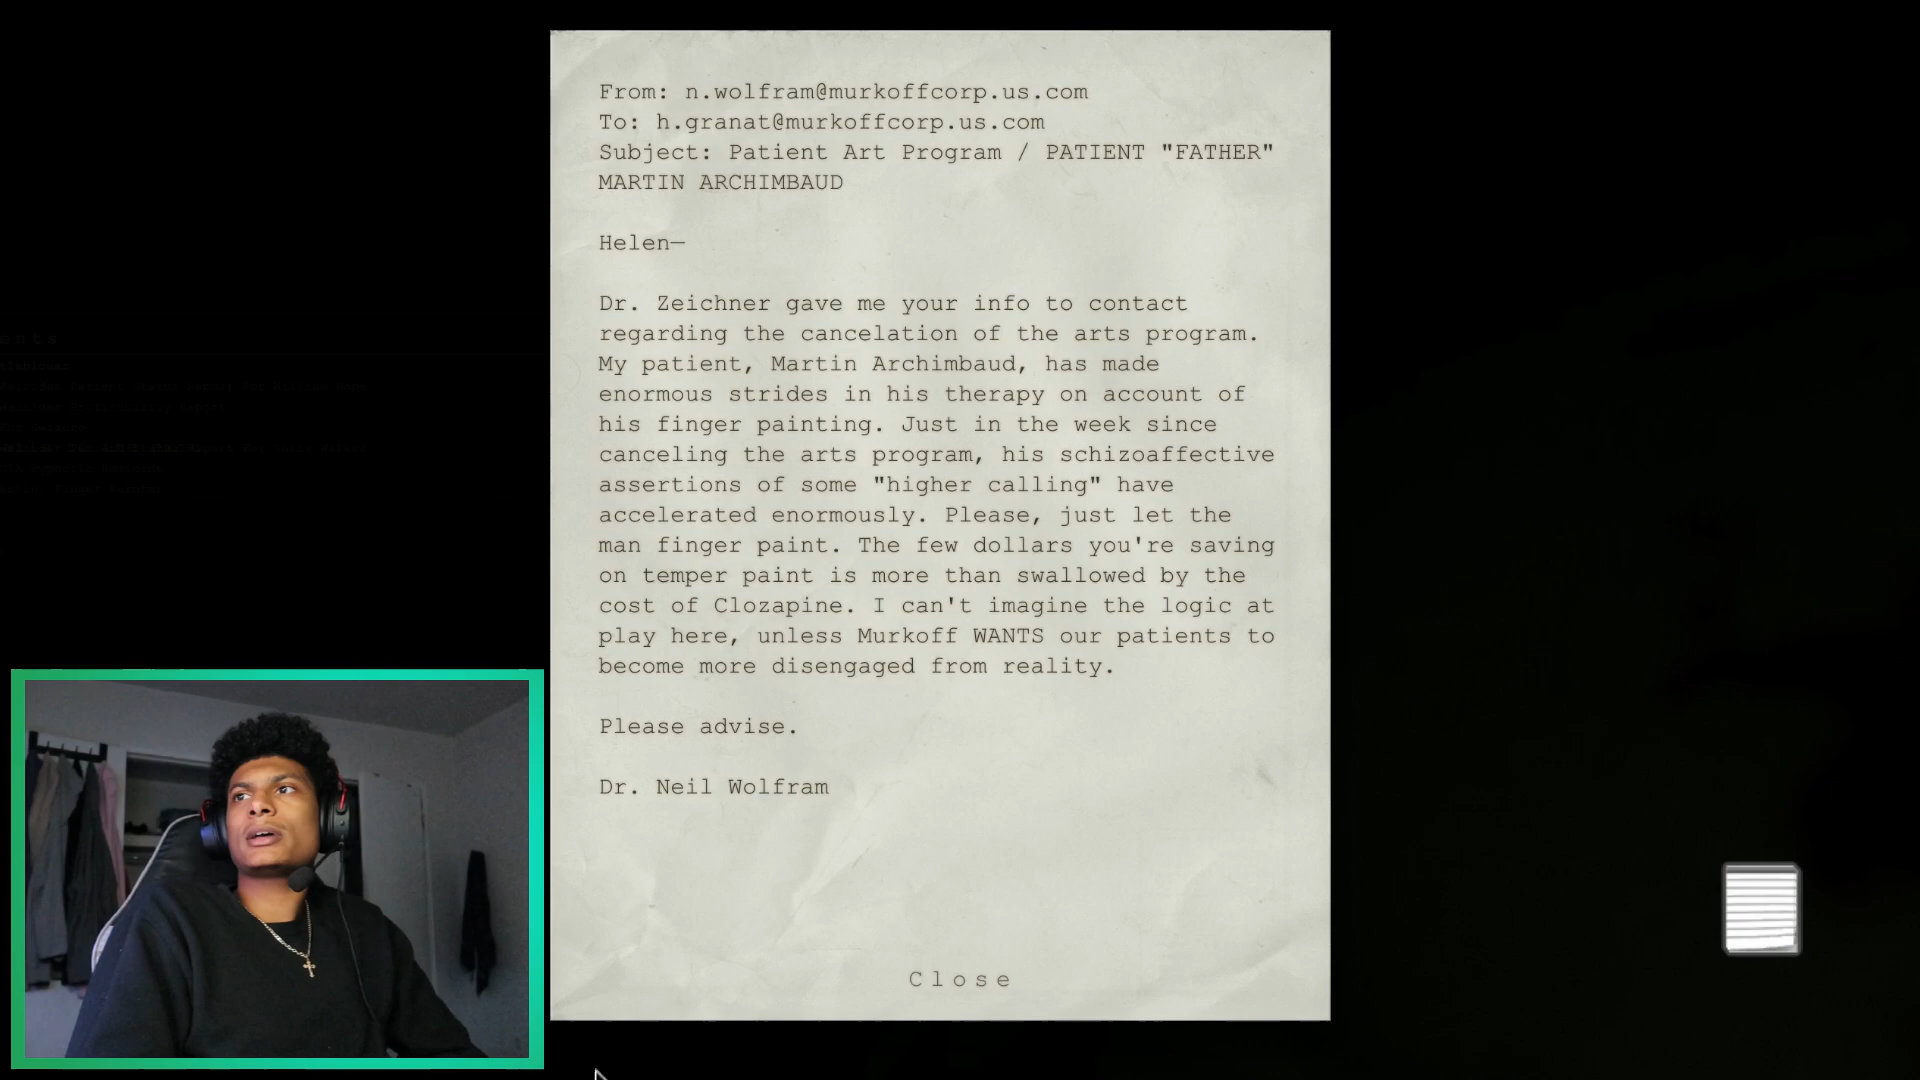 From: n.wolfram@murkoffcorp.us.com
To: h.granat@murkoffcorp.us.com
Subject: Patient Art Program / PATIENT "FATHER"
MARTIN ARCHIMBAUD
Helen—
Dr. Zeichner gave me your info to contact
regarding the cancelation of the arts program.
My patient, Martin Archimbaud, has made
enormous strides in his therapy on account of
his finger painting. Just in the week since
canceling the arts program, his schizoaffective
assertions of some "higher calling" have
accelerated enormously. Please, just let the
man finger paint. The few dollars you're saving
on temper paint is more than swallowed by the
cost of Clozapine. I can't imagine the logic at
play here, unless Murkoff WANTS our patients to
become more disengaged from reality.
Please advise.
Dr. Neil Wolfram
Close